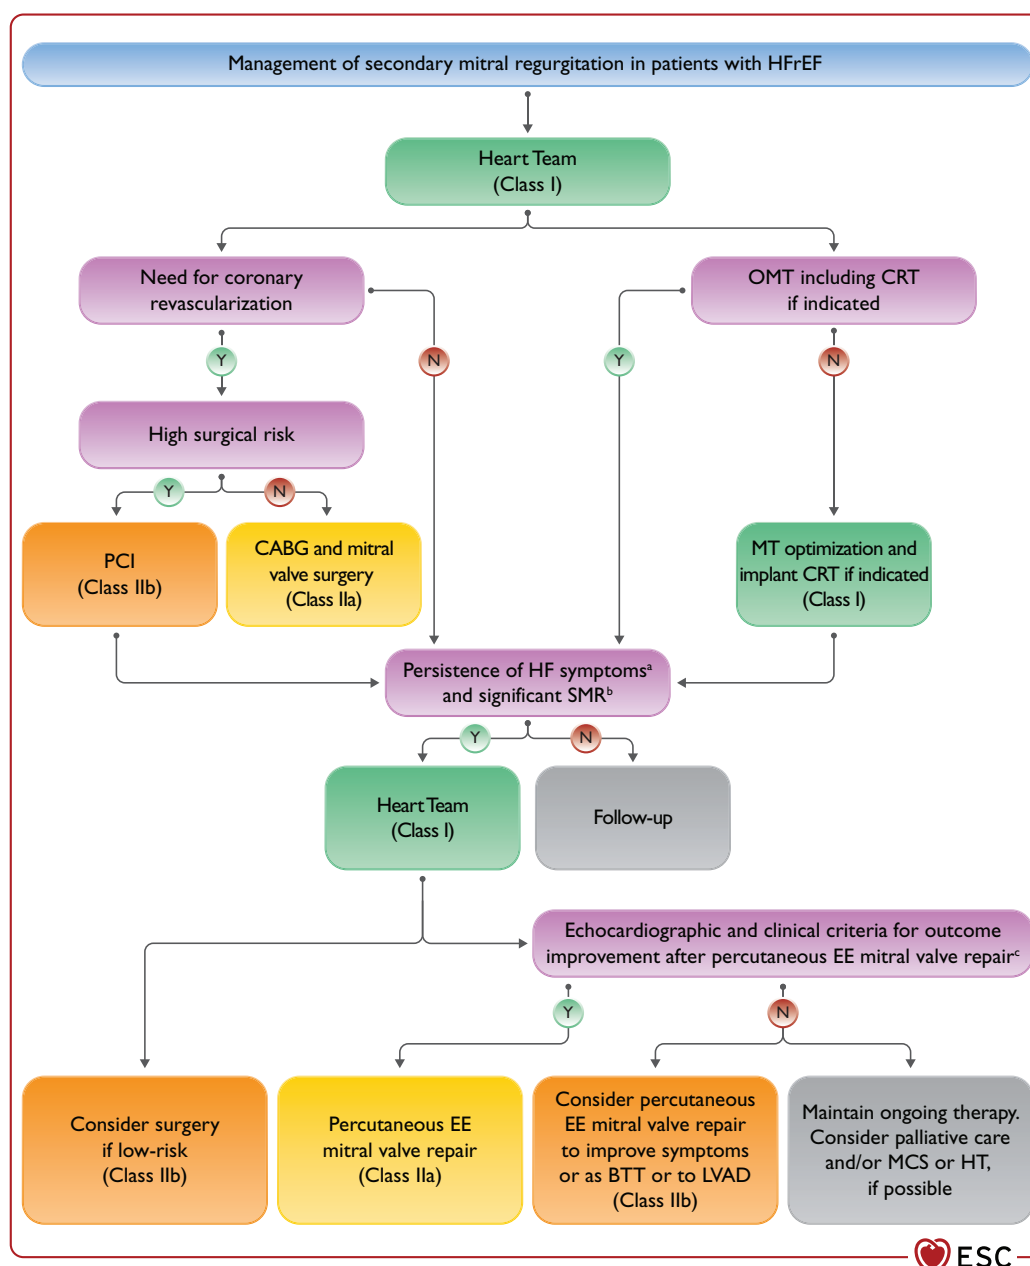 Management of secondary mitral regurgitation in patients with HFrEF
Heart Team
(Class I)
Need for coronary
revascularization
OMT including CRT
if indicated
Y
N
Y
N
High surgical risk
Y
N
PCI
(Class IIb)
CABG and mitral
valve surgery
(Class IIa)
MT optimization and
implant CRT if indicated
(Class I)
Persistence of HF symptomsᵃ
and significant SMRᵇ
Y
N
Heart Team
(Class I)
Follow-up
Echocardiographic and clinical criteria for outcome
improvement after percutaneous EE mitral valve repairᶜ
Y
N
Consider surgery
if low-risk
(Class IIb)
Percutaneous EE
mitral valve repair
(Class IIa)
Consider percutaneous
EE mitral valve repair
to improve symptoms
or as BTT or to LVAD
(Class IIb)
Maintain ongoing therapy.
Consider palliative care
and/or MCS or HT,
if possible
ESC